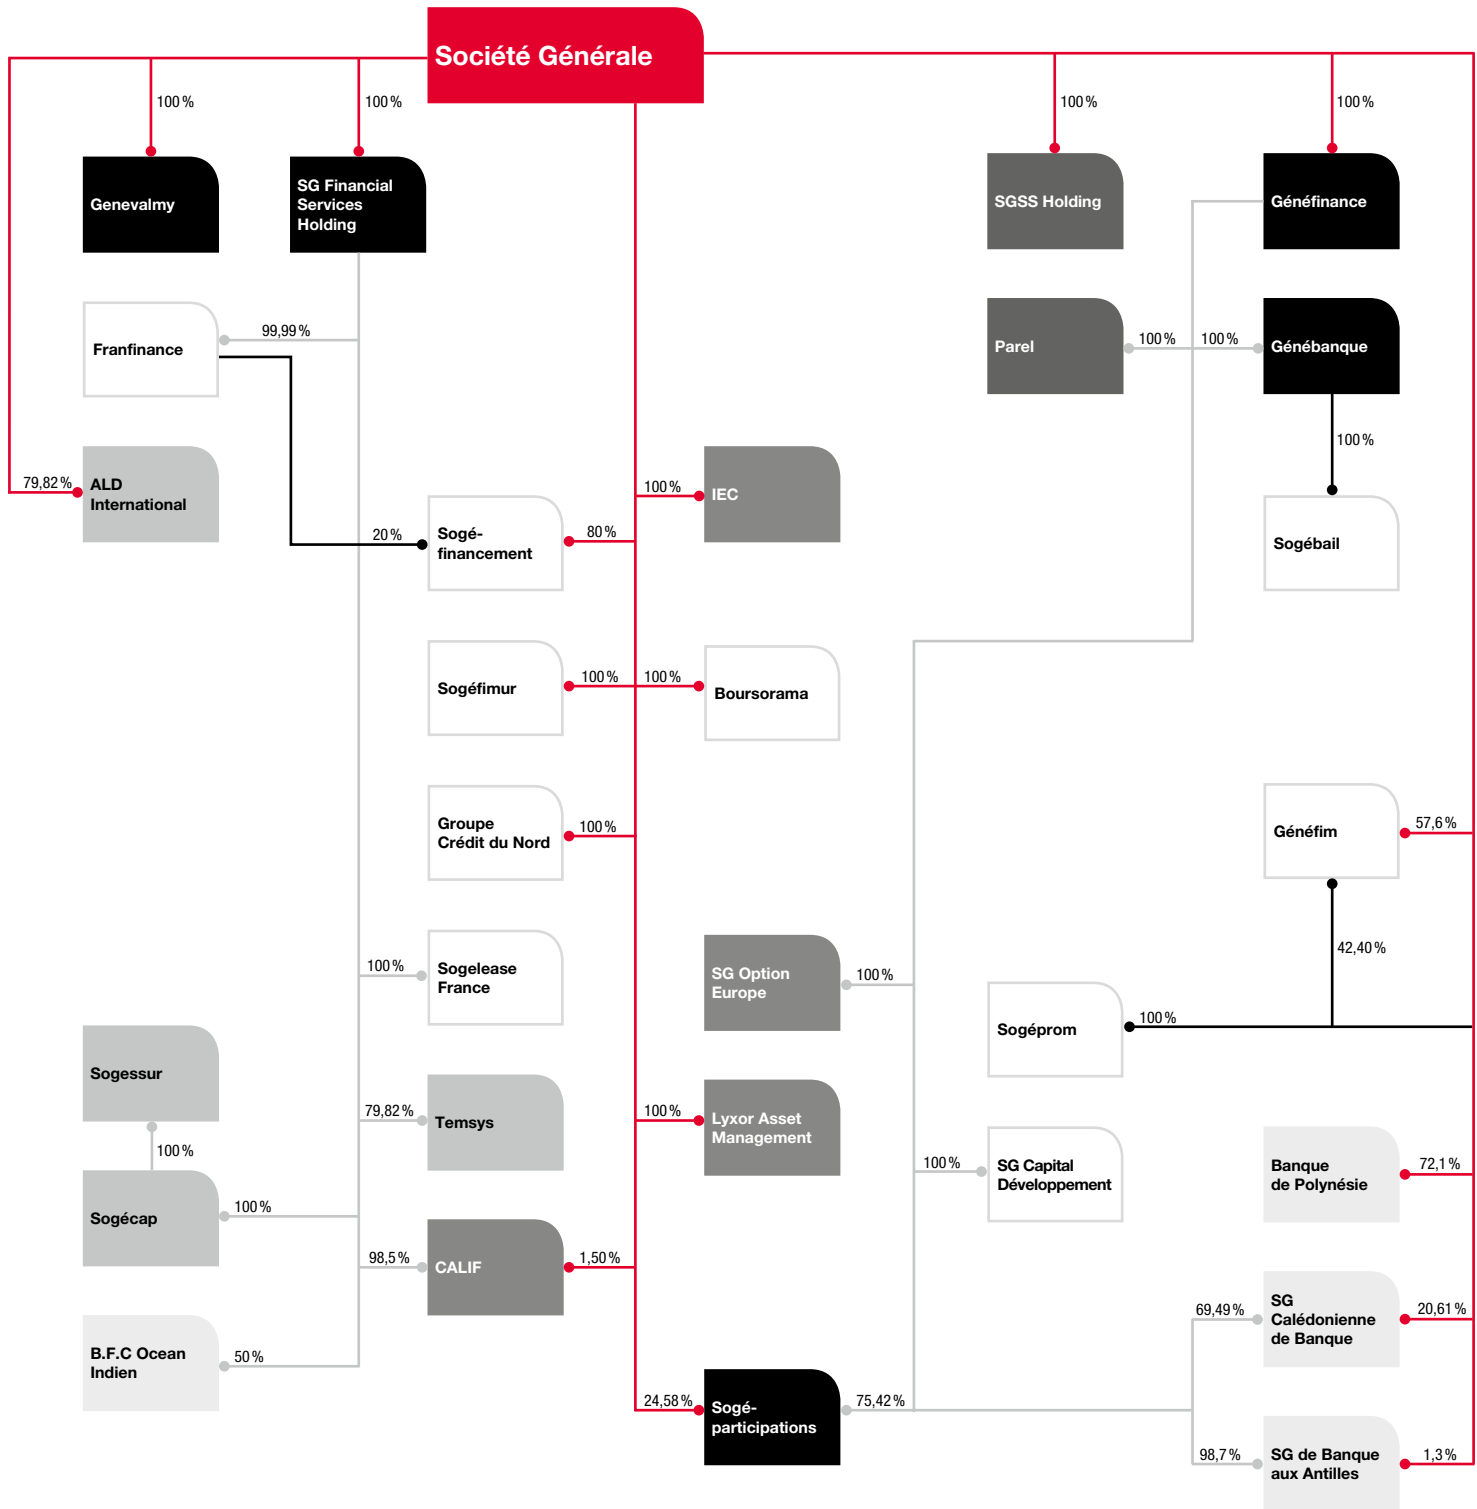 Société Générale
100 %
100 %
100 %
100 %
Genevalmy
SG Financial
Services
Holding
SGSS Holding
Généfinance
Franfinance
99,99 %
Parel
100 %
100 %
Génébanque
100 %
79,82 %
ALD
International
20 %
Sogé-
financement
80 %
100 %
IEC
Sogébail
Sogéfimur
100 %
100 %
Boursorama
Groupe
Crédit du Nord
100 %
Généfim
57,6 %
42,40 %
100 %
Sogelease
France
SG Option
Europe
100 %
Sogéprom
100 %
Sogessur
100 %
79,82 %
Temsys
100 %
Lyxor Asset
Management
100 %
SG Capital
Développement
Banque
de Polynésie
72,1 %
Sogécap
100 %
98,5 %
CALIF
1,50 %
69,49 %
SG
Calédonienne
de Banque
20,61 %
B.F.C Ocean
Indien
50 %
24,58 %
Sogé-
participations
75,42 %
98,7 %
SG de Banque
aux Antilles
1,3 %